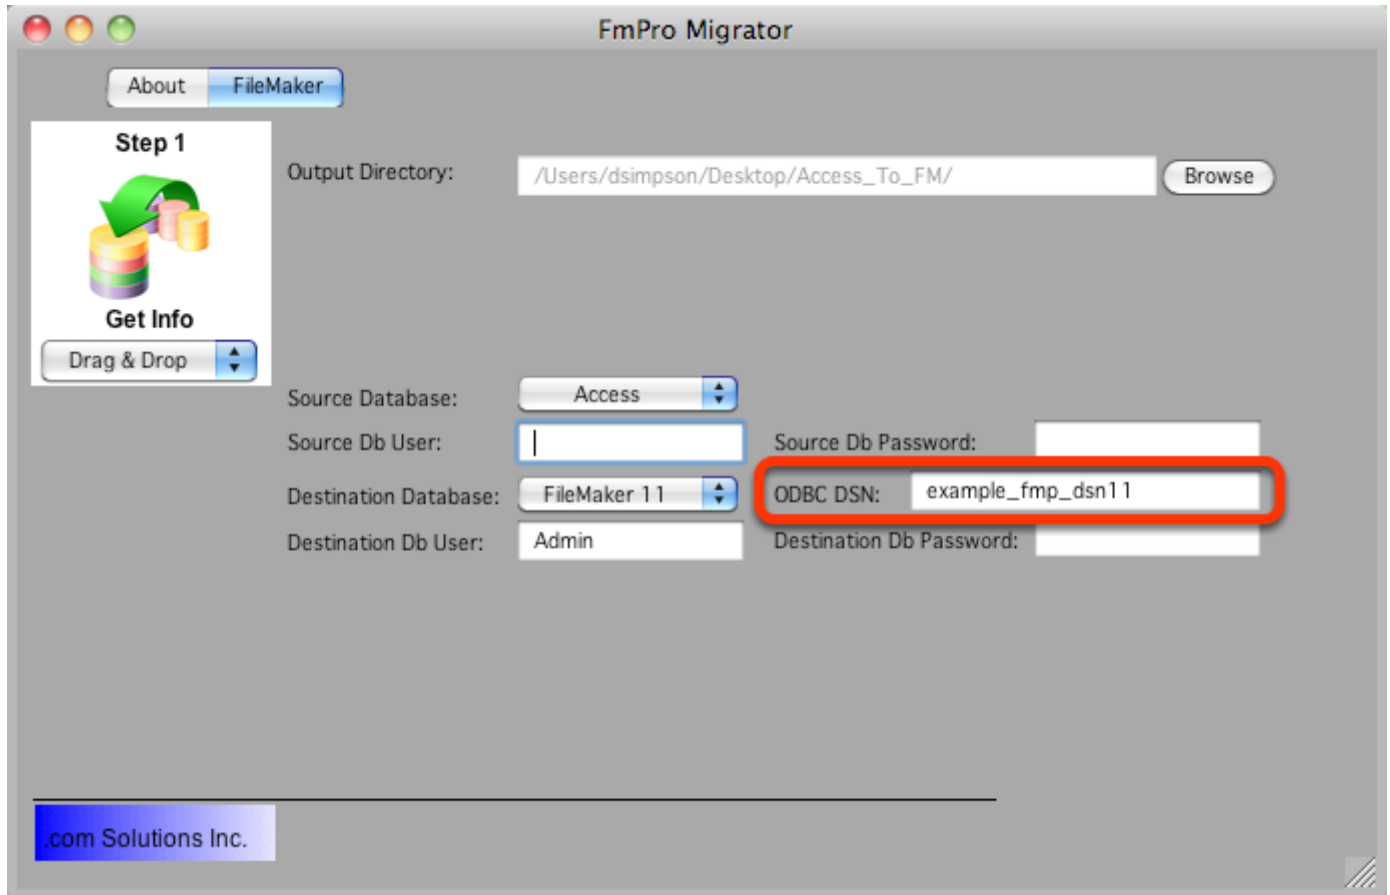 FmPro Migrator
About FileMaker
Step 1
Output Directory: /Users/dsimpson/Desktop/Access_To_FM/ Browse
Get Info
Drag & Drop
Source Database: Access
Source Db User: Source Db Password:
Destination Database: FileMaker 11 ODBC DSN: example_fmp_dsn11
Destination Db User: Admin Destination Db Password:
.com Solutions Inc.